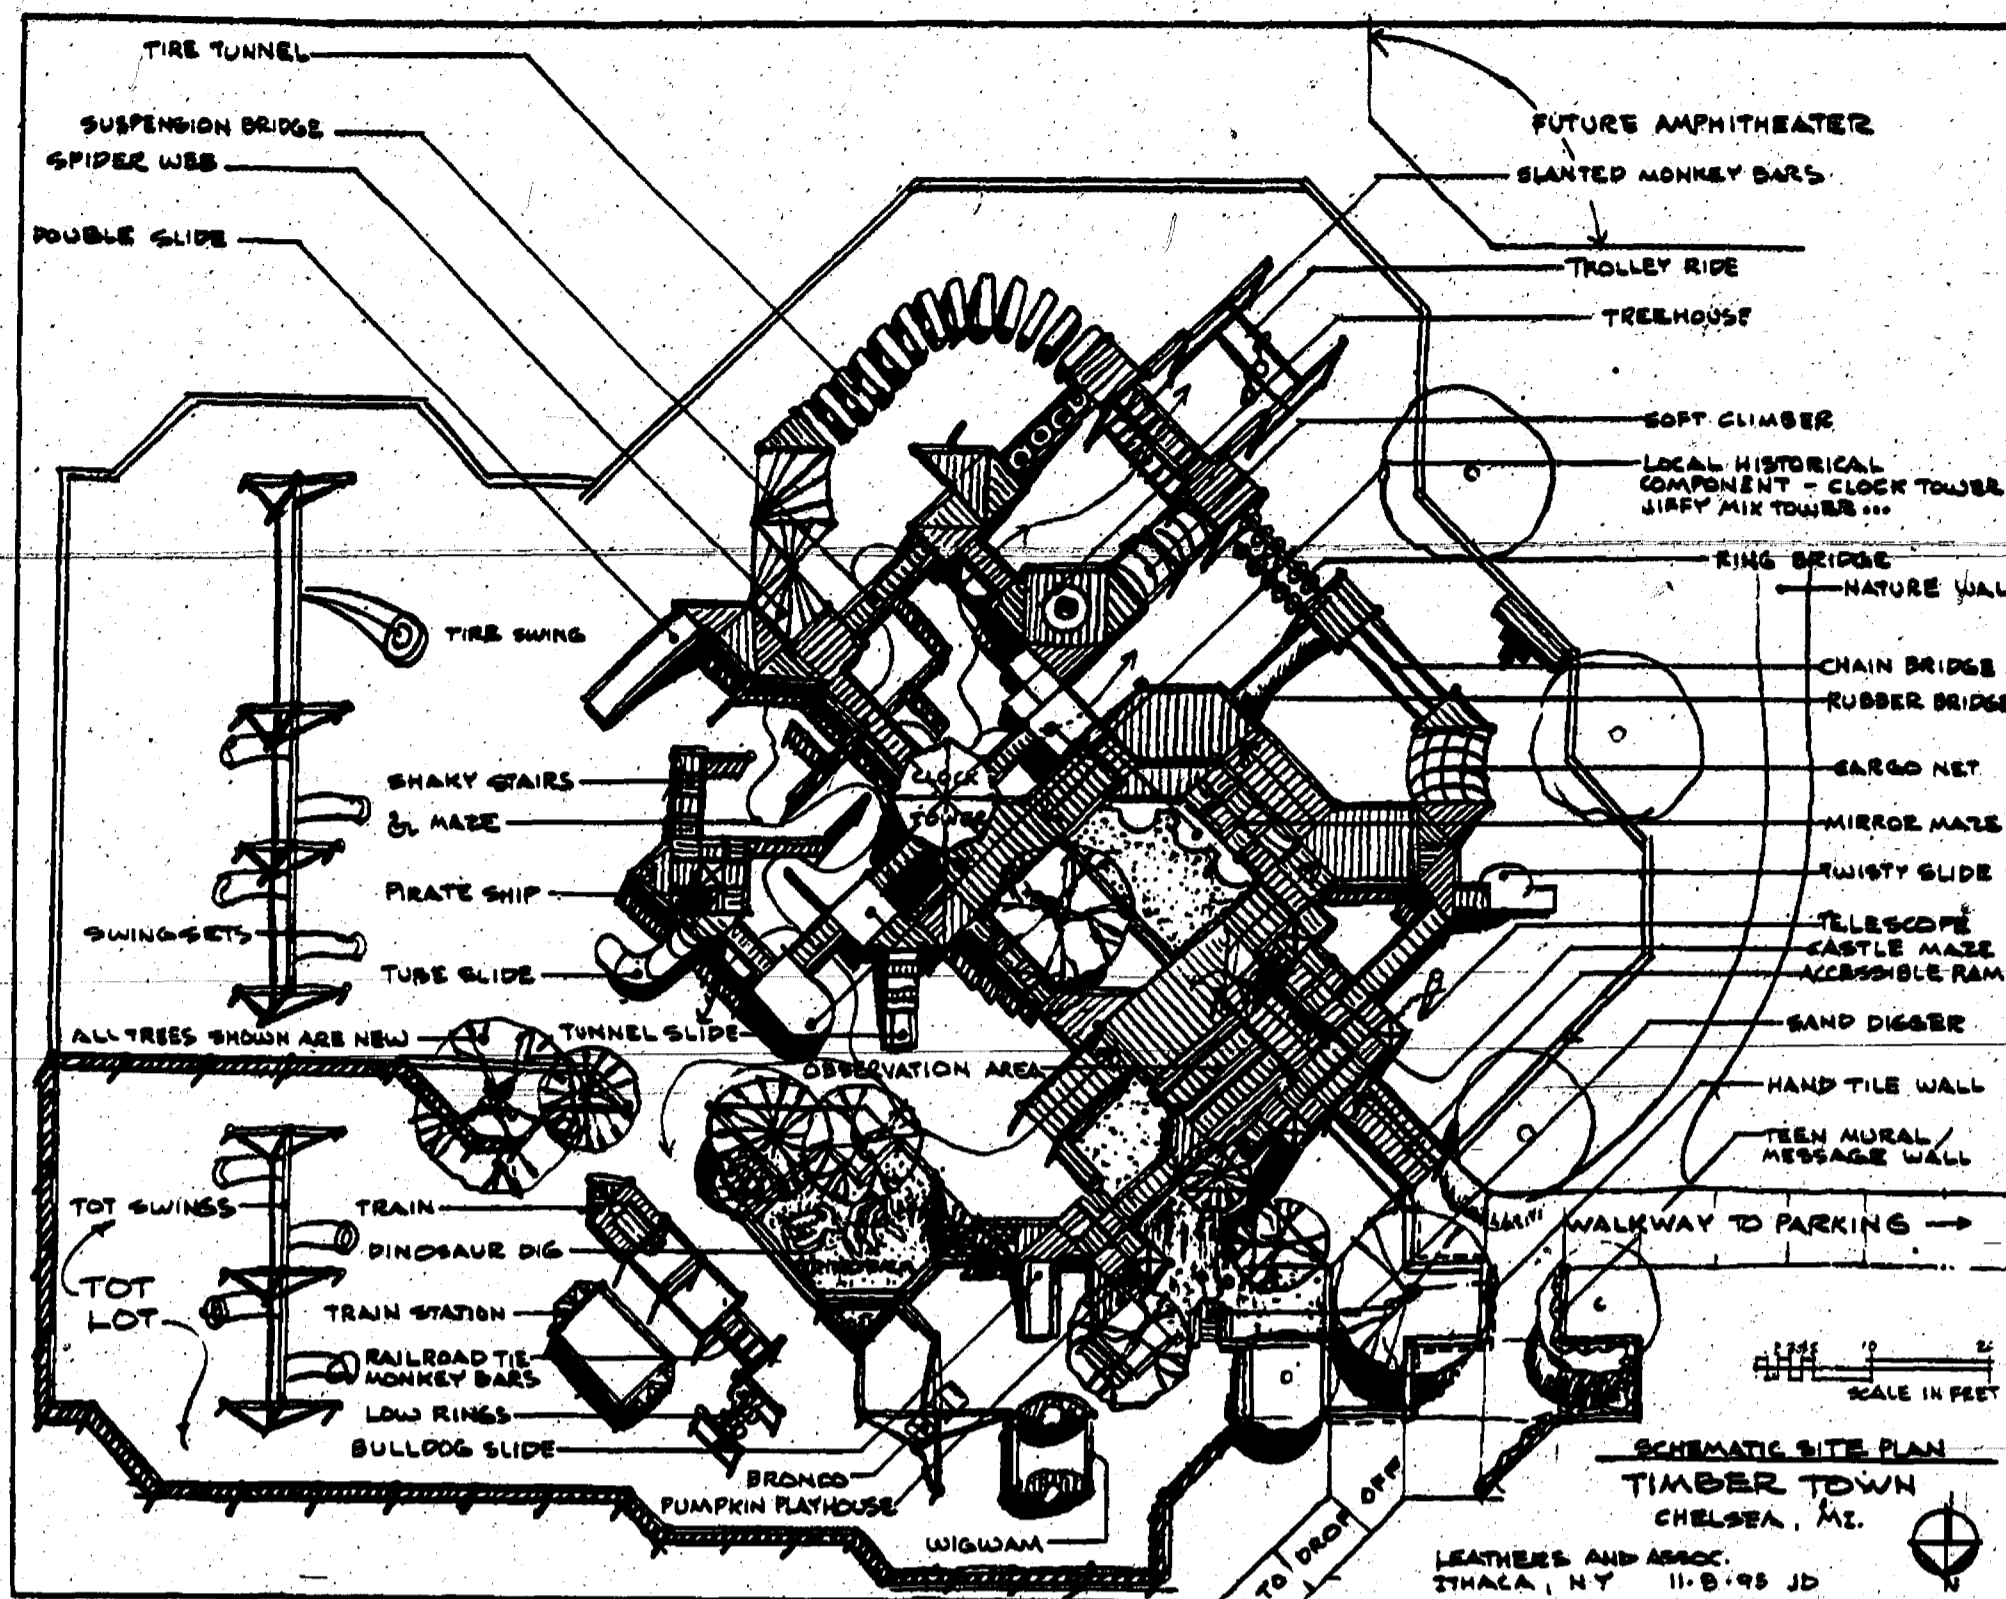 TIRE TUNNEL
SUSPENSION BRIDGE
SPIDER WEB
DOUBLE SLIDE
FUTURE AMPHITHEATER
SLANTED MONKEY BARS
TROLLEY RIDE
TREEHOUSE
SOFT CLIMBER
LOCAL HISTORICAL
COMPONENT - CLOCK TOWER
JIFFY MIX TOWER...
RING BRIDGE
NATURE WAL
CHAIN BRIDGE
RUBBER BRIDGE
CARGO NET
MIRROR MAZE
TWISTY SLIDE
TELESCOPE
CASTLE MAZE
ACCESSIBLE RAM
SAND DIGGER
HAND TILE WALL
TEEN MURAL/
MESSAGE WALL
WALKWAY TO PARKING
TIRE SWING
SHAKY STAIRS
& MAZE
CLOCK
TOWER
PIRATE SHIP
SWINGSETS
TUBE SLIDE
ALL TREES SHOWN ARE NEW
TUNNEL SLIDE
OBSERVATION AREA
TOT SWINGS
TRAIN
DINOSAUR DIG
TOT
LOT
TRAIN STATION
RAILROAD TIE
MONKEY BARS
LOW RINGS
BULLDOG SLIDE
BRONCO
PUMPKIN PLAYHOUSE
WIGWAM
TO DROP OFF
10
SCALE IN FEET
SCHEMATIC SITE PLAN
TIMBER TOWN
CHELSEA, MI.
LEATHERS AND ASSOC.
ITHACA, NY 11.8.95 JD
N